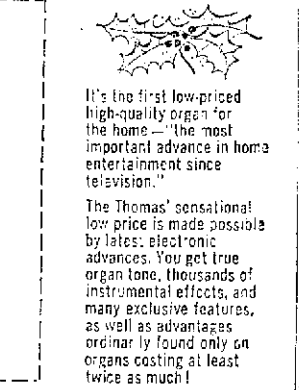 It's the first low-priced
high-quality organ for
the home — "the most
important advance in home
entertainment since
television."
The Thomas' sensational
low price is made possible
by latest electronic
advances. You get true
organ tone, thousands of
instrumental effects, and
many exclusive features,
as well as advantages
ordinarily found only on
organs costing at least
twice as much!